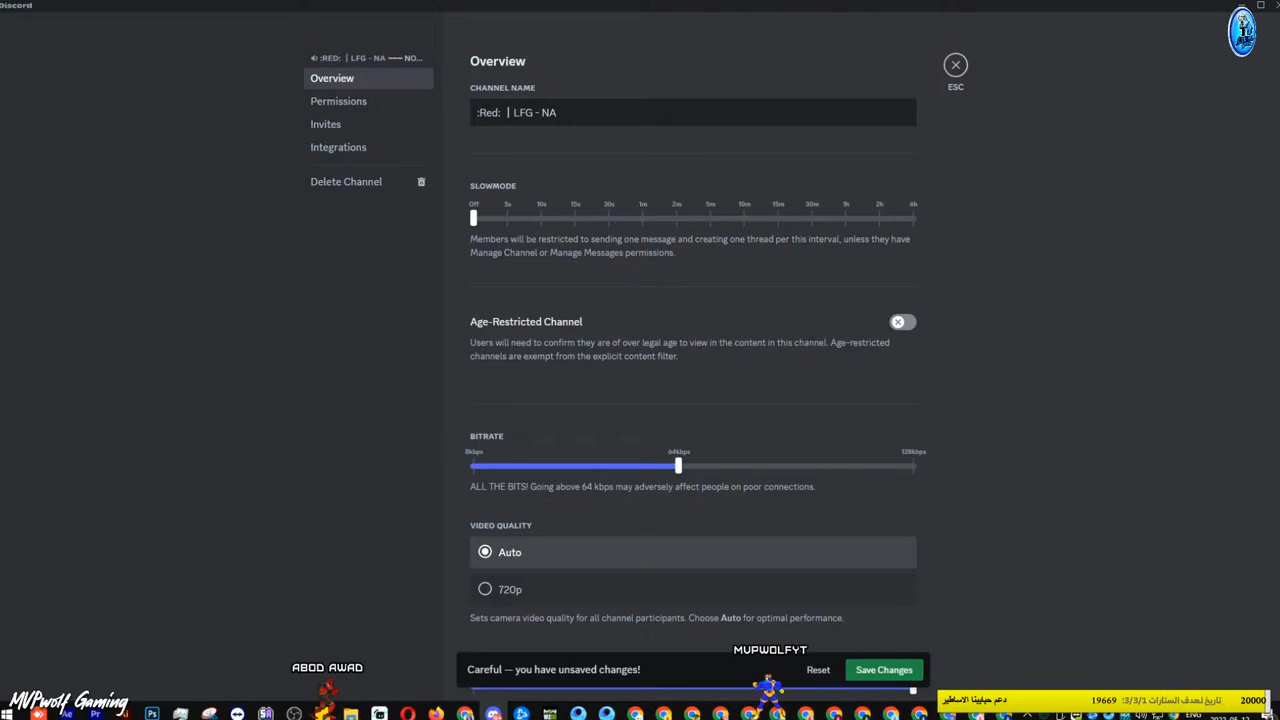 Discord
:RED: | LFG - NA ─── NO...
Overview
Permissions
Invites
Integrations
Delete Channel
Overview
ESC
CHANNEL NAME
:Red: | LFG - NA
SLOWMODE
Off 5s 10s 15s 30s 1m 2m 5m 10m 15m 30m 1h 2h 6h
Members will be restricted to sending one message and creating one thread per this interval, unless they have
Manage Channel or Manage Messages permissions.
Age-Restricted Channel
Users will need to confirm they are of over legal age to view in the content in this channel. Age-restricted
channels are exempt from the explicit content filter.
BITRATE
8kbps 64kbps 128kbps
ALL THE BITS! Going above 64 kbps may adversely affect people on poor connections.
VIDEO QUALITY
Auto
720p
Sets camera video quality for all channel participants. Choose Auto for optimal performance.
Careful — you have unsaved changes!
Reset
Save Changes
MVPWOLFYT
ABOD AWAD
MVPwolf Gaming
دعم حبايبنا الاساطير
19669
تاريخ لهدف الستارات
20000
ENG